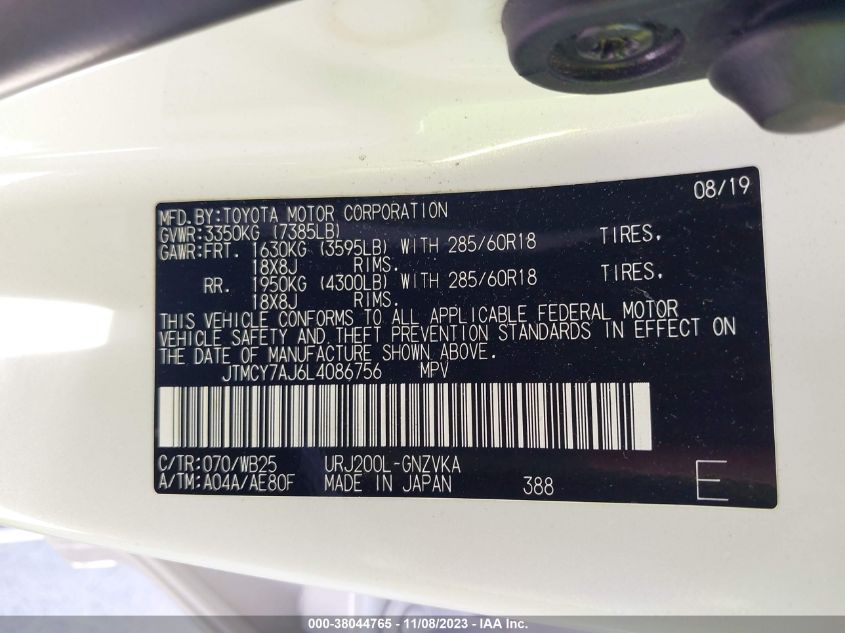 08/19
MFD.BY:TOYOTA MOTOR CORPORATION
GVWR:3350KG (7385LB)
GAWR:FRT. 1630KG (3595LB) WITH 285/60R18 TIRES,
18X8J RIMS.
RR. 1950KG (4300LB) WITH 285/60R18 TIRES,
18X8J RIMS.
THIS VEHICLE CONFORMS TO ALL APPLICABLE FEDERAL MOTOR
VEHICLE SAFETY AND THEFT PREVENTION STANDARDS IN EFFECT ON
THE DATE OF MANUFACTURE SHOWN ABOVE.
JTMCY7AJ6L4086756 MPV
C/TR:070/WB25 URJ200L-GNZVKA
A/TM:A04A/AE80F MADE IN JAPAN 388 E
000-38044765 - 11/08/2023 - IAA Inc.